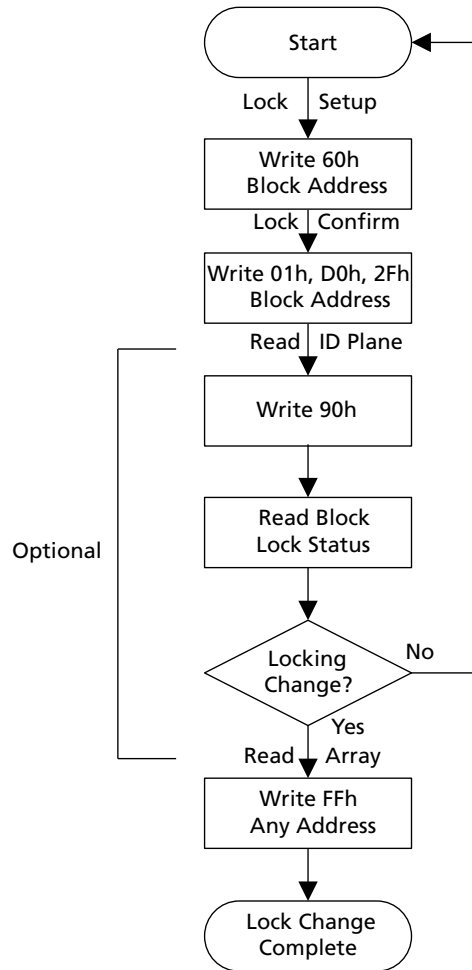 Start
Lock Setup
Write 60h
Block Address
Lock Confirm
Write 01h, D0h, 2Fh
Block Address
Read ID Plane
Write 90h
Read Block
Lock Status
Optional
Locking
Change?
No
Yes
Read Array
Write FFh
Any Address
Lock Change
Complete